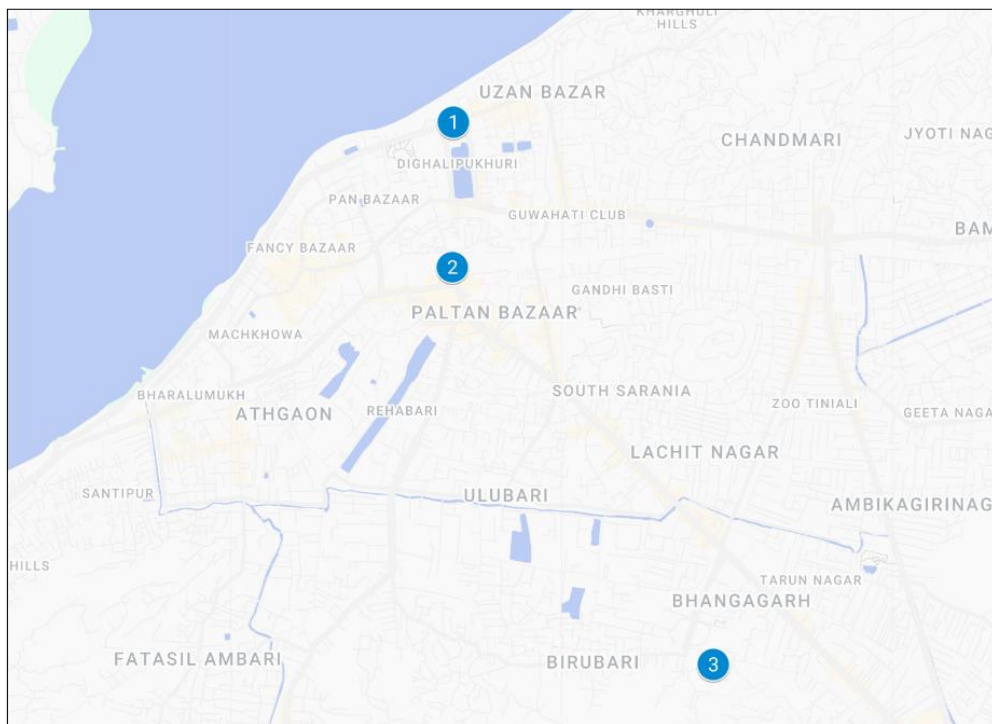 KHARGHULI
HILLS
UZAN BAZAR
1
CHANDMARI
JYOTI NAG
DIGHALIPUKHURI
PAN BAZAAR
GUWAHATI CLUB
BAM
FANCY BAZAAR
2
GANDHI BASTI
PALTAN BAZAAR
MACHKHOWA
BHARALUMUKH
SOUTH SARANIA
ATHGAON
REHABARI
ZOO TINIALI
GEETA NAGA
LACHIT NAGAR
SANTIPUR
ULUBARI
AMBIKAGIRINAG
HILLS
TARUN NAGAR
BHANGAGARH
FATASIL AMBARI
BIRUBARI
3